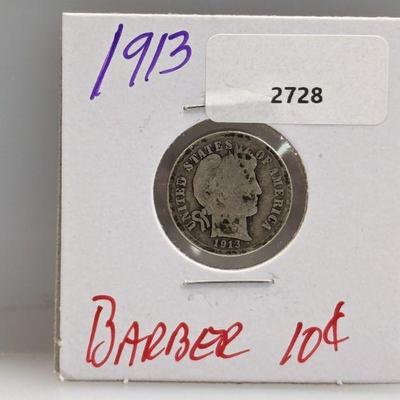 1913
2728
UNITED STATES OF AMERICA
1913
BARBER 10¢